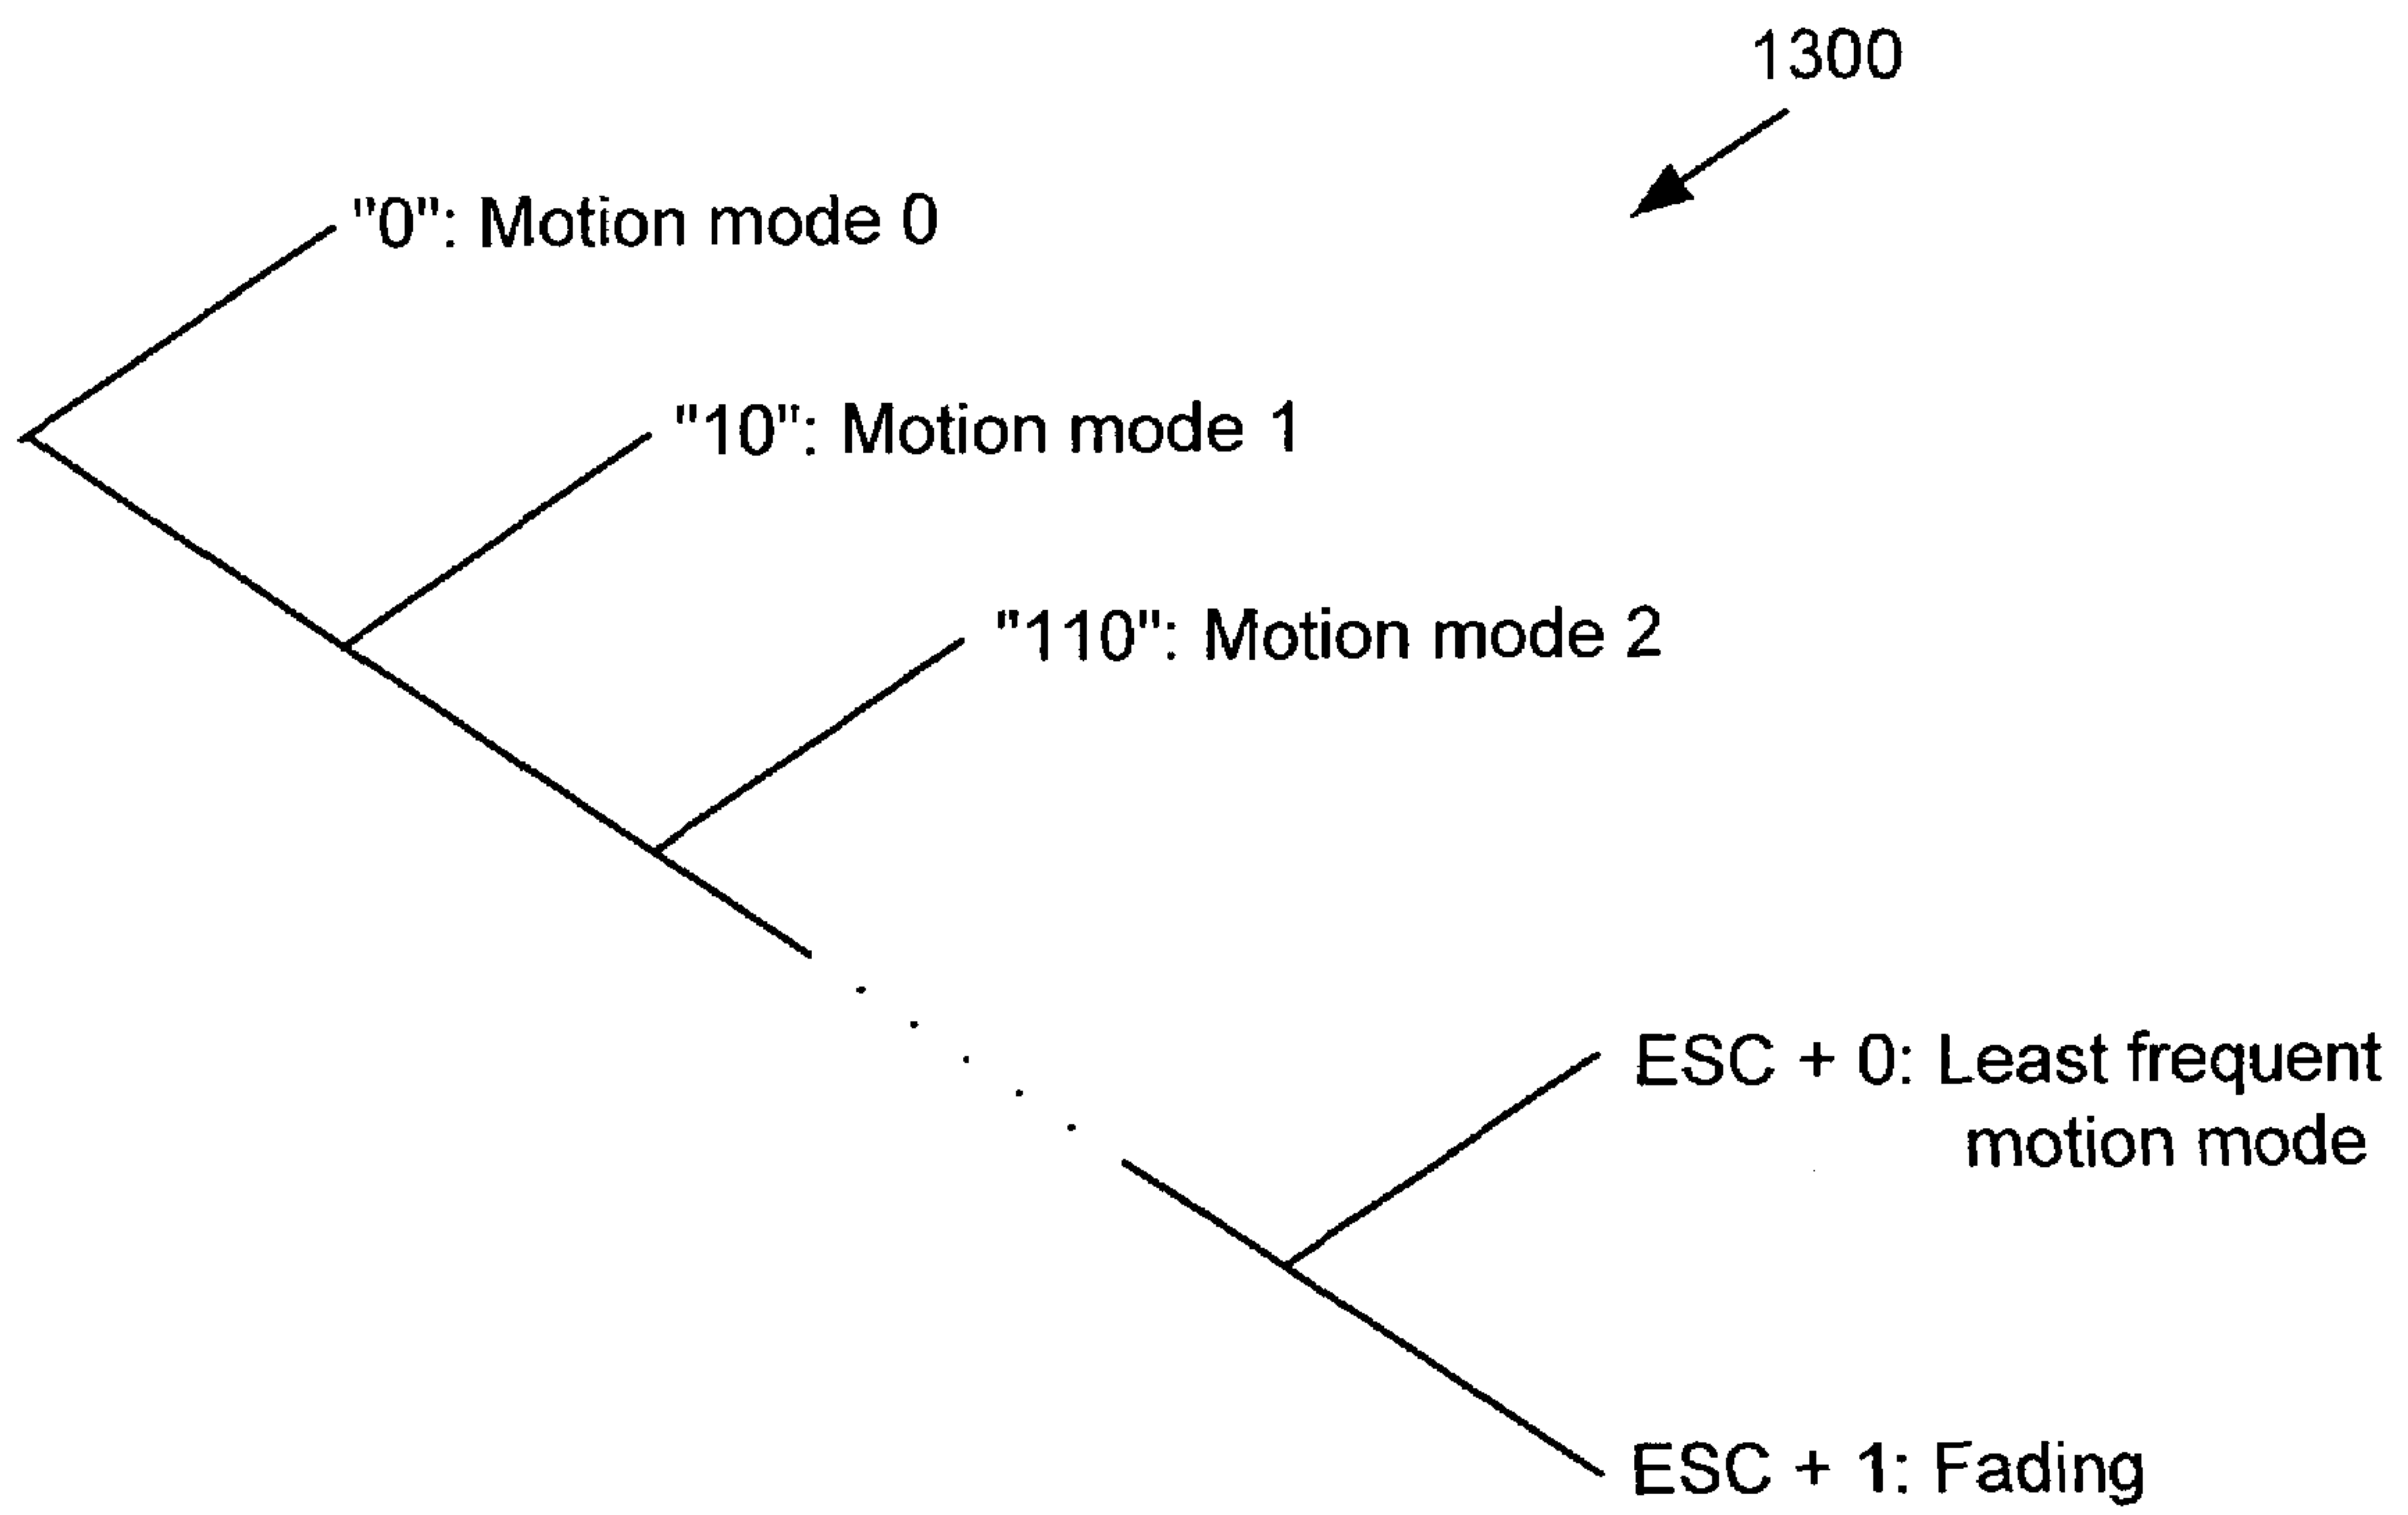 1300
"0": Motion mode 0
"10": Motion mode 1
"110": Motion mode 2
ESC + 0: Least frequent
motion mode
ESC + 1: Fading